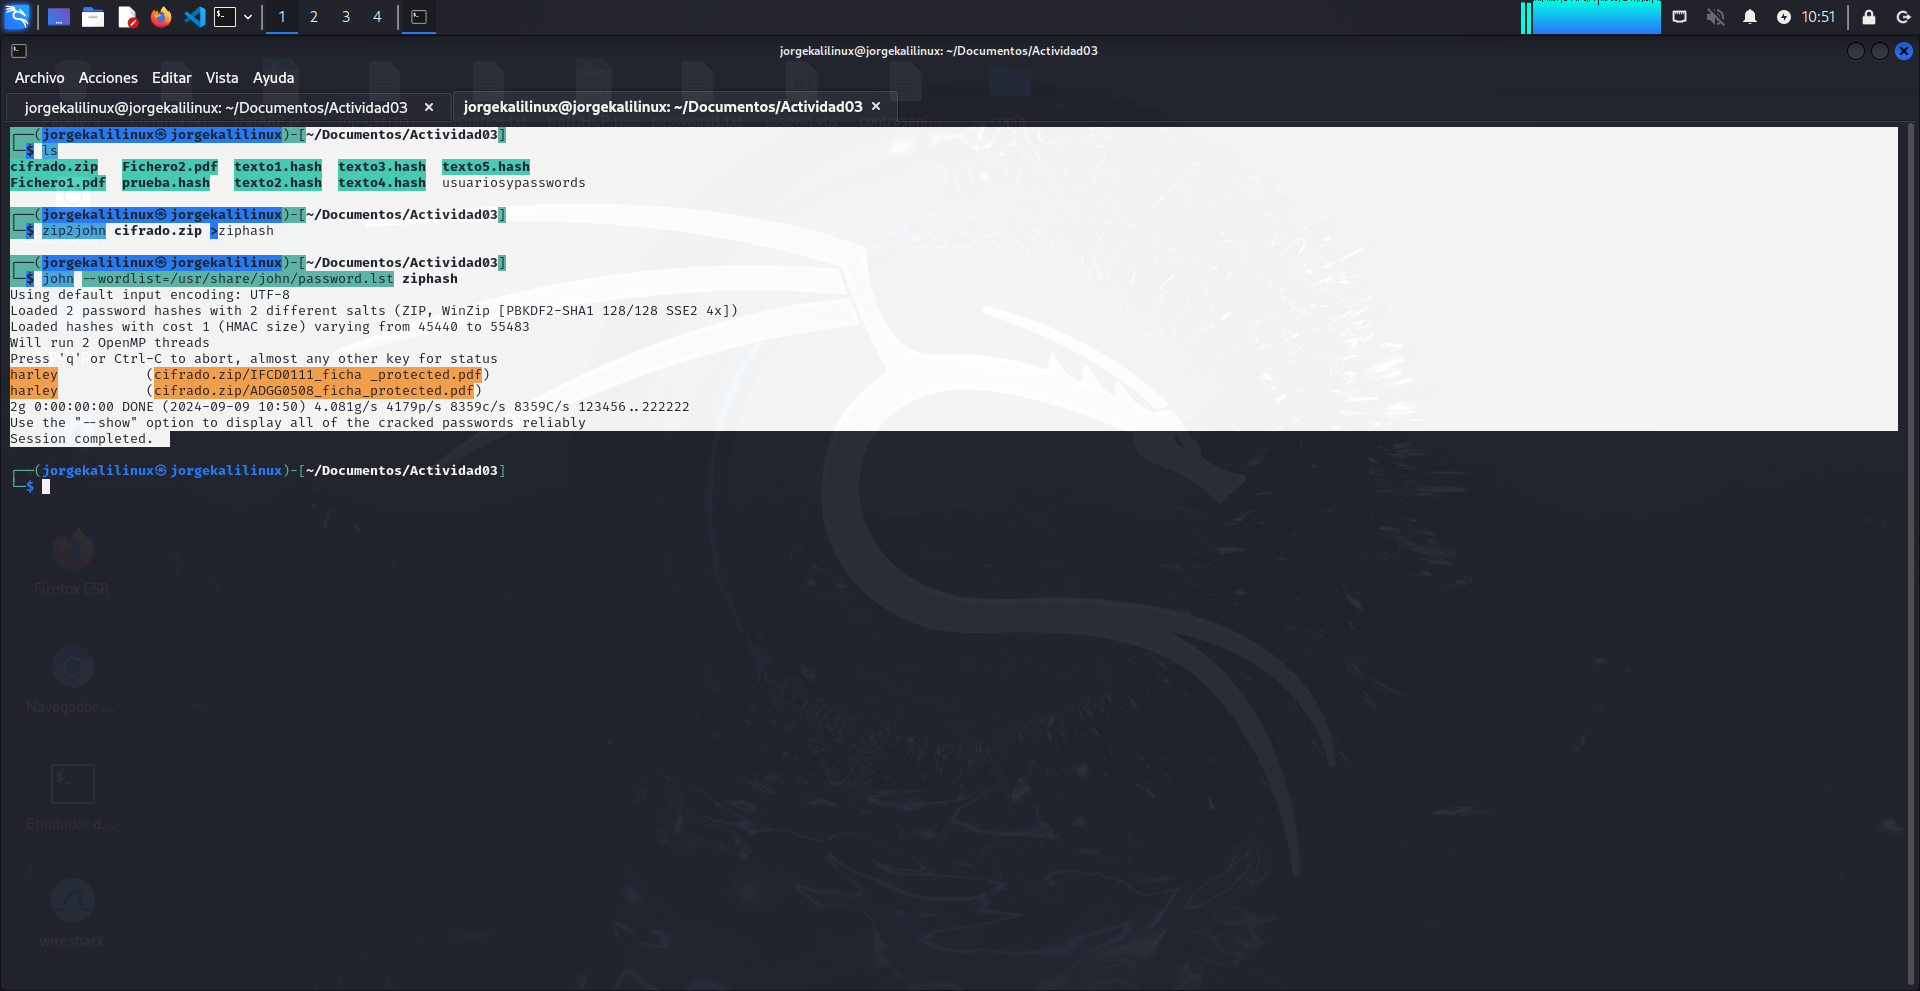 1 2 3 4 10:51
jorgekalilinux@jorgekalilinux: ~/Documentos/Actividad03
Archivo Acciones Editar Vista Ayuda
jorgekalilinux@jorgekalilinux: ~/Documentos/Actividad03 × jorgekalilinux@jorgekalilinux: ~/Documentos/Actividad03 ×
┌──(jorgekalilinux㉿jorgekalilinux)-[~/Documentos/Actividad03]
└─$ ls
cifrado.zip Fichero2.pdf texto1.hash texto3.hash texto5.hash
Fichero1.pdf prueba.hash texto2.hash texto4.hash usuariosypasswords
┌──(jorgekalilinux㉿jorgekalilinux)-[~/Documentos/Actividad03]
└─$ zip2john cifrado.zip >ziphash
┌──(jorgekalilinux㉿jorgekalilinux)-[~/Documentos/Actividad03]
└─$ john --wordlist=/usr/share/john/password.lst ziphash
Using default input encoding: UTF-8
Loaded 2 password hashes with 2 different salts (ZIP, WinZip [PBKDF2-SHA1 128/128 SSE2 4x])
Loaded hashes with cost 1 (HMAC size) varying from 45440 to 55483
Will run 2 OpenMP threads
Press 'q' or Ctrl-C to abort, almost any other key for status
harley (cifrado.zip/IFCD0111_ficha _protected.pdf)
harley (cifrado.zip/ADGG0508_ficha_protected.pdf)
2g 0:00:00:00 DONE (2024-09-09 10:50) 4.081g/s 4179p/s 8359c/s 8359C/s 123456..222222
Use the "--show" option to display all of the cracked passwords reliably
Session completed.
┌──(jorgekalilinux㉿jorgekalilinux)-[~/Documentos/Actividad03]
└─$
Firefox ESR
Navegador ...
Emulador d...
wireshark